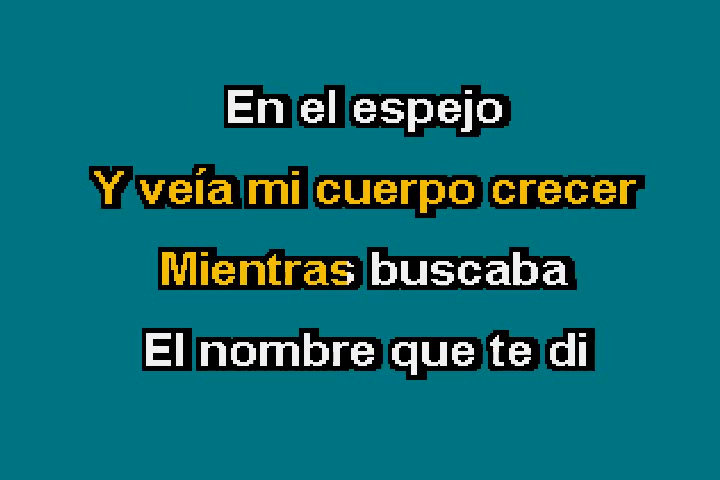 En el espejo
Y veía mi cuerpo crecer
Mientras buscaba
El nombre que te di